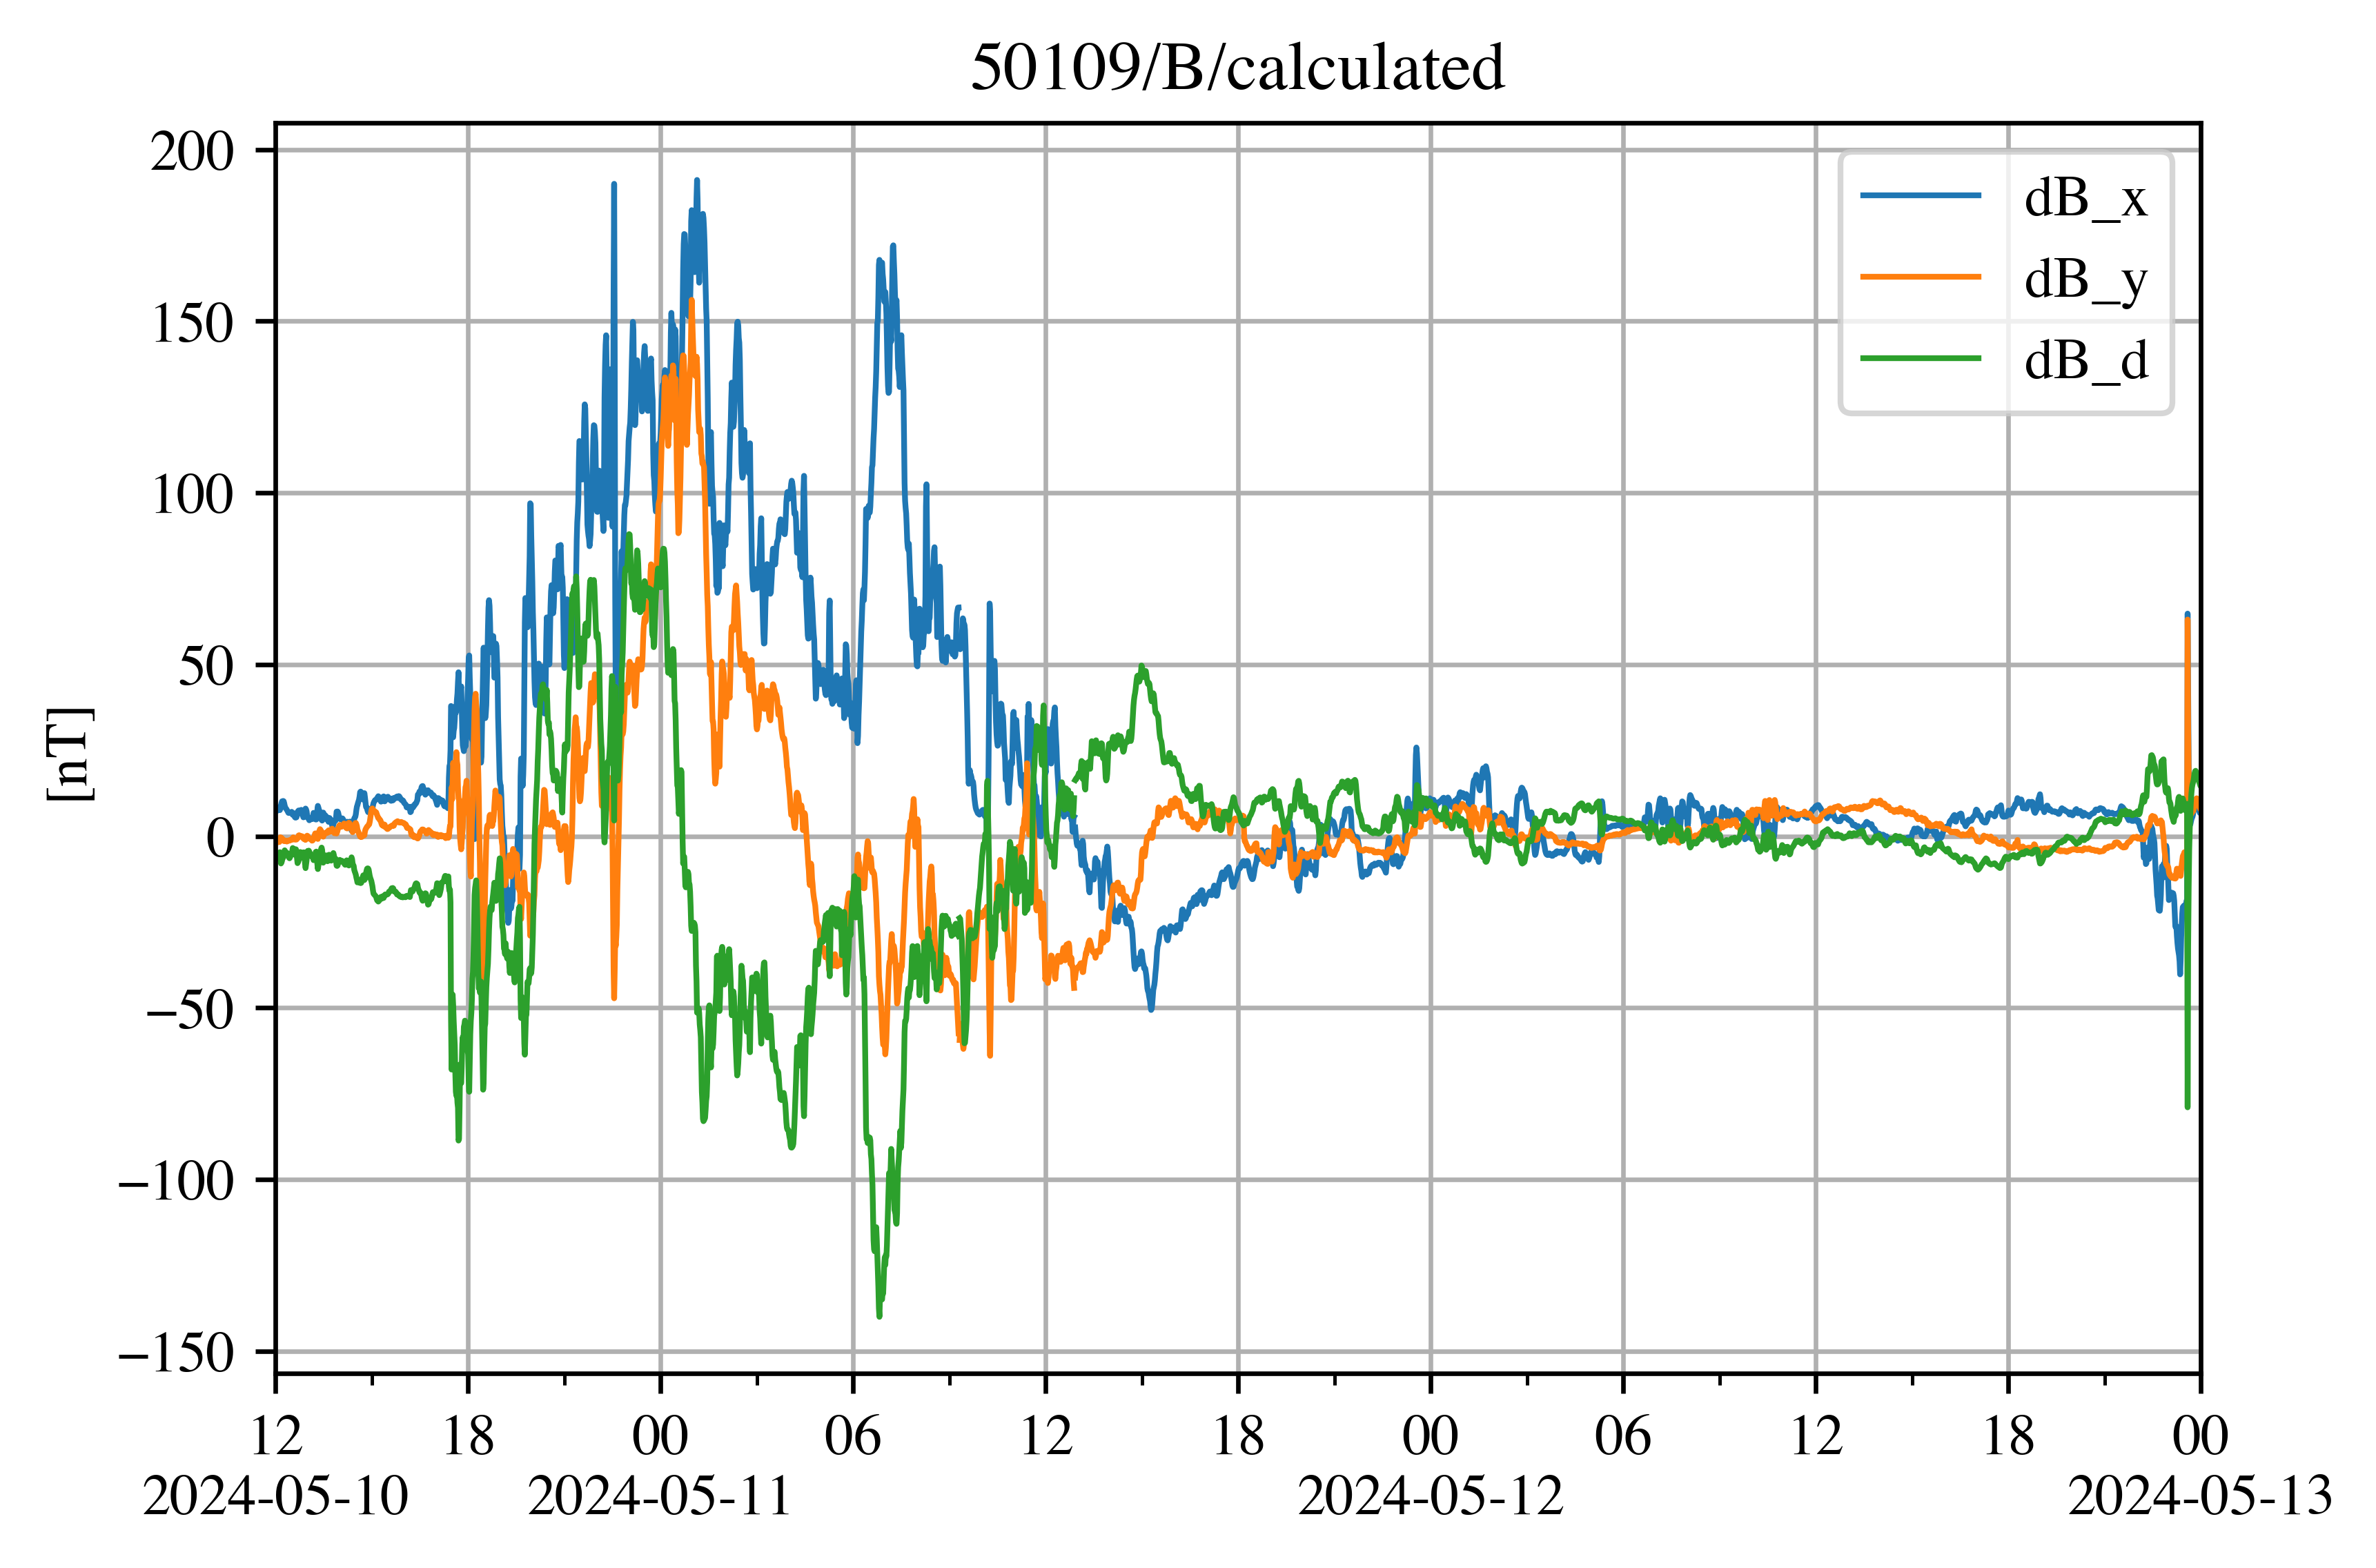 50109/B/calculated
200
150
100
50
0
−50
−100
−150
[nT]
dB_x
dB_y
dB_d
12 18 00 06 12 18 00 06 12 18 00
2024-05-10 2024-05-11 2024-05-12 2024-05-13